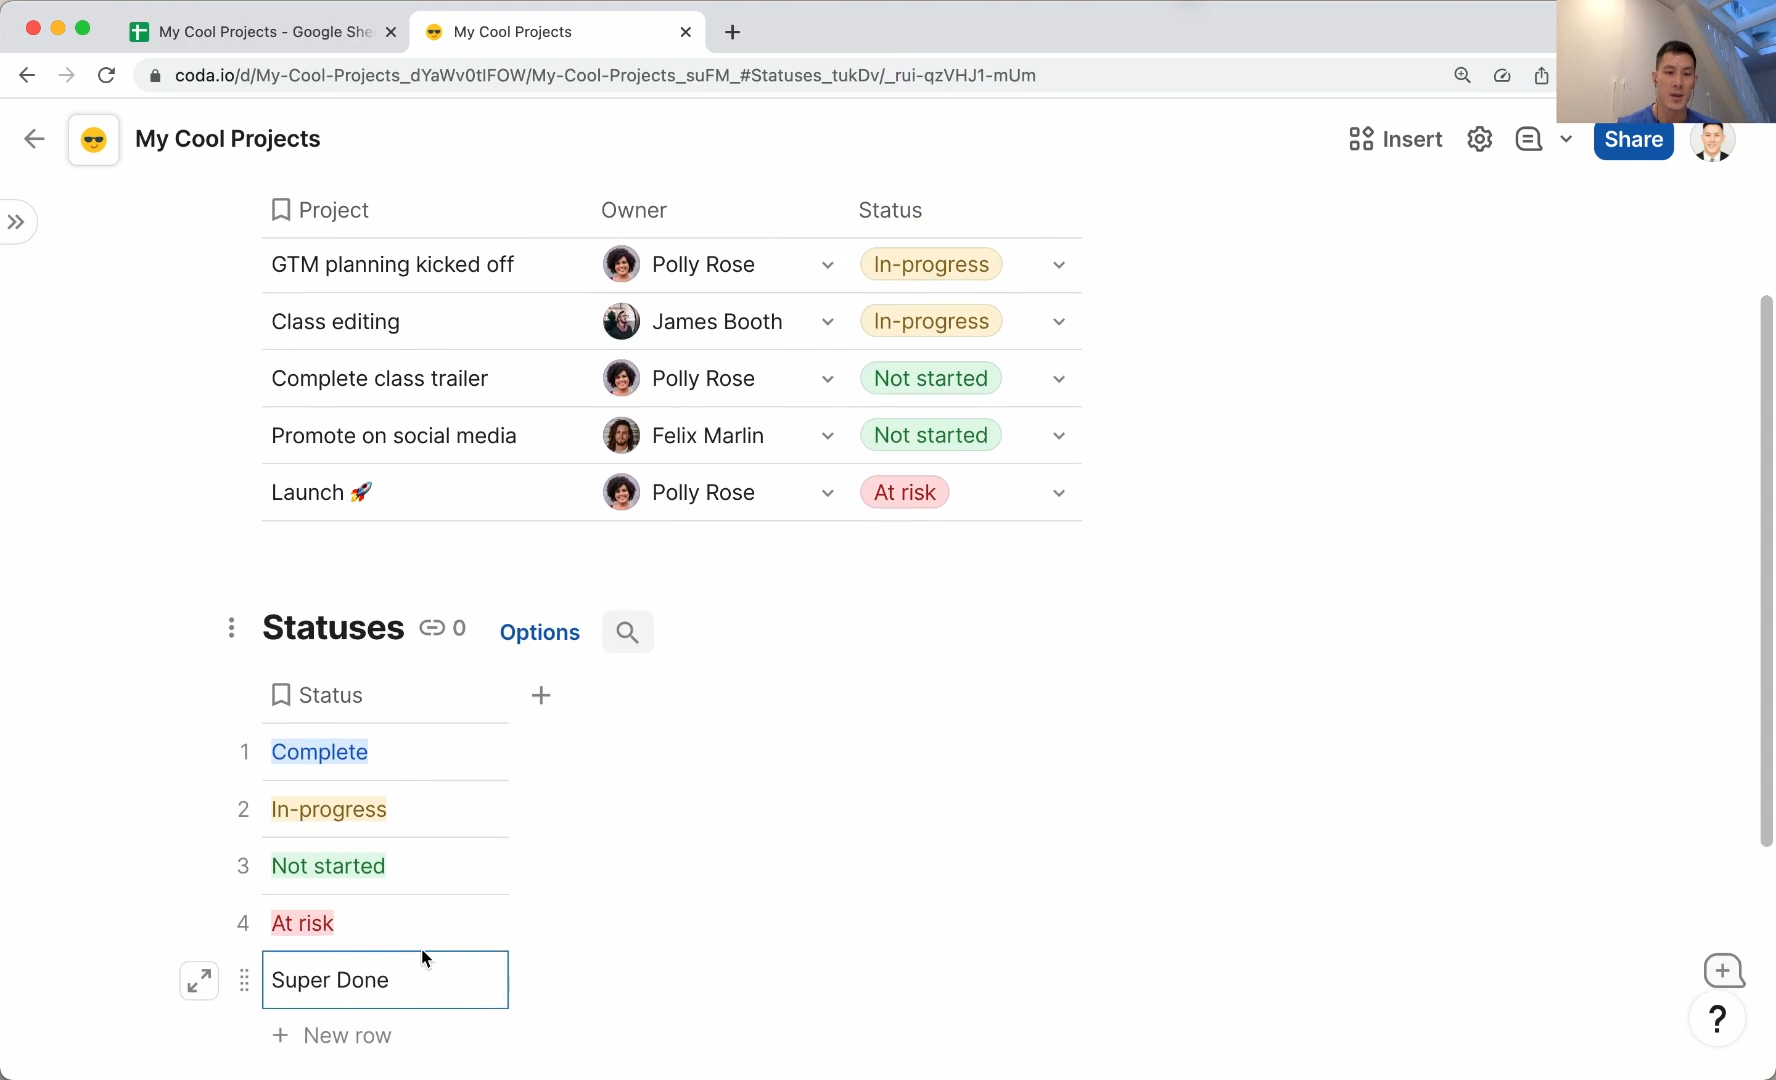 My Cool Projects - Google She
My Cool Projects
coda.io/d/My-Cool-Projects_dYaWv0tlFOW/My-Cool-Projects_suFM_#Statuses_tukDv/_rui-qzVHJ1-mUm
My Cool Projects
Insert
Share
Project Owner Status
GTM planning kicked off Polly Rose In-progress
Class editing James Booth In-progress
Complete class trailer Polly Rose Not started
Promote on social media Felix Marlin Not started
Launch 🚀 Polly Rose At risk
Statuses 0 Options
Status
1 Complete
2 In-progress
3 Not started
4 At risk
Super Done
+ New row
?